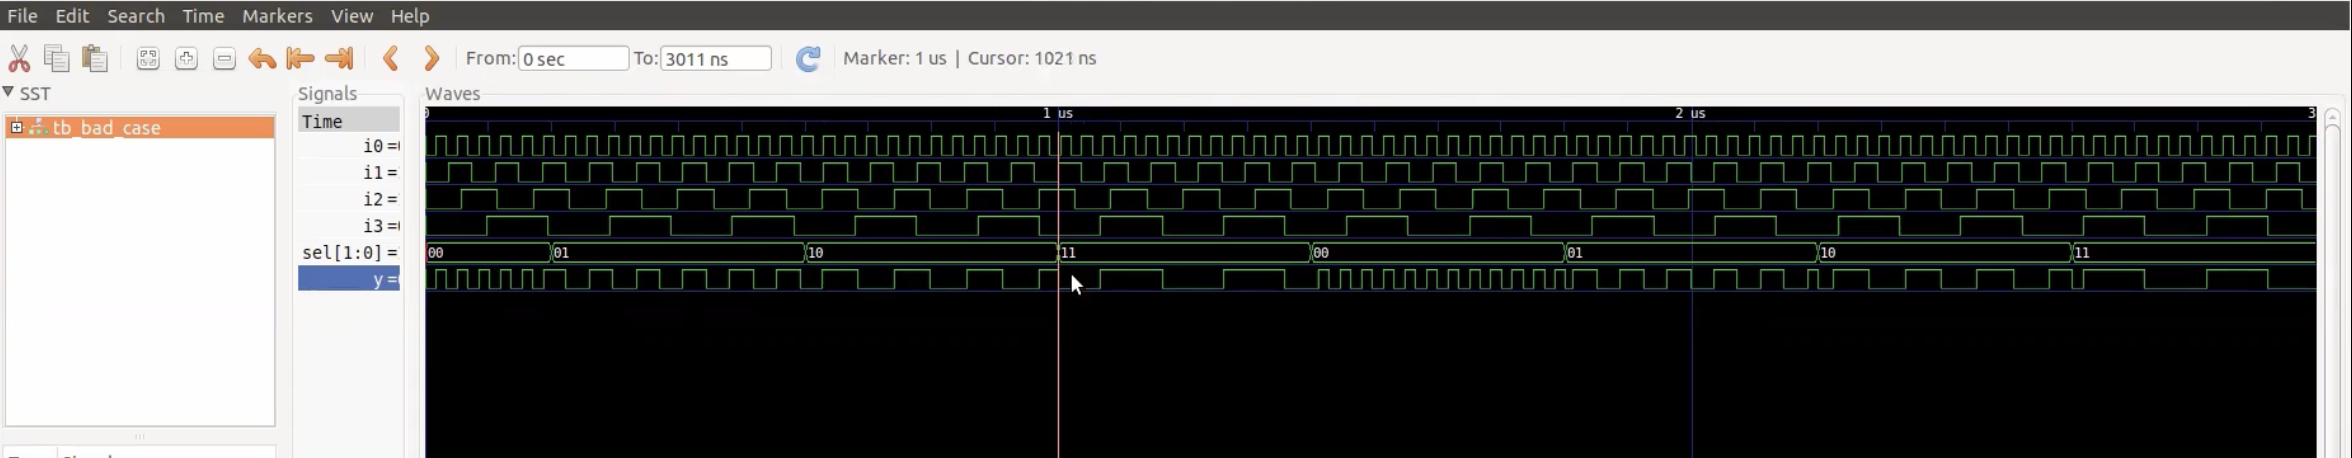 File Edit Search Time Markers View Help
From: 0 sec To: 3011 ns Marker: 1 us | Cursor: 1021 ns
SST Signals Waves
tb_bad_case Time 0 1 us 2 us 3
i0 =
i1 =
i2 =
i3 =
sel[1:0] = 00 01 10 11 00 01 10 11
y =